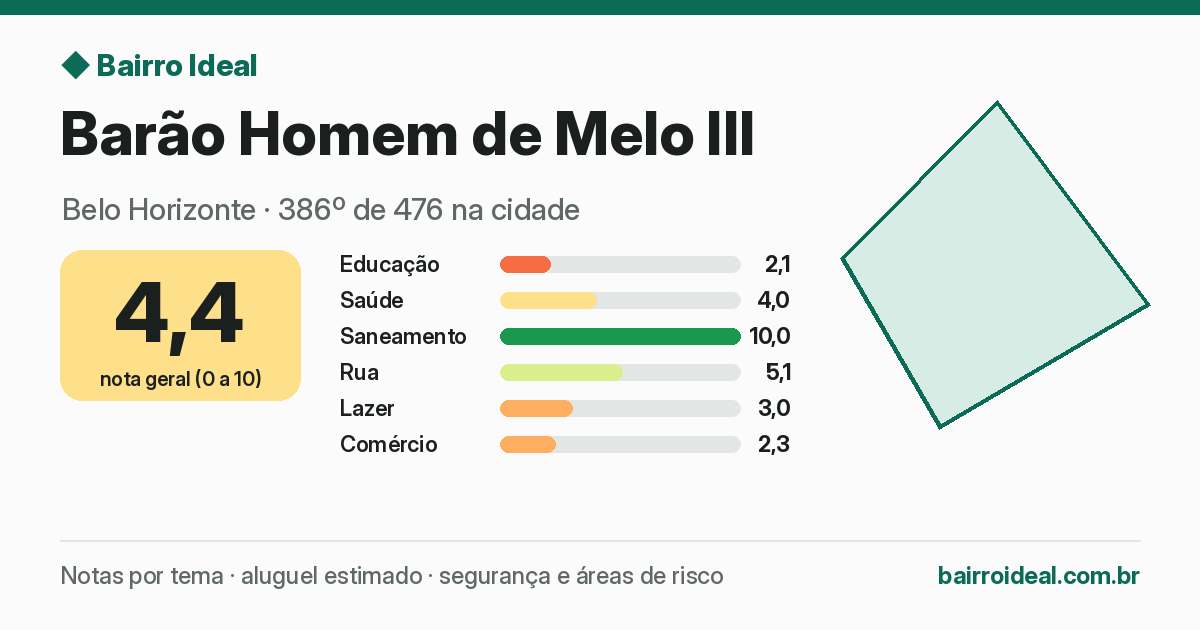 Bairro Ideal
Barão Homem de Melo III
Belo Horizonte · 386º de 476 na cidade
4,4
nota geral (0 a 10)
Educação 2,1
Saúde 4,0
Saneamento 10,0
Rua 5,1
Lazer 3,0
Comércio 2,3
Notas por tema · aluguel estimado · segurança e áreas de risco
bairroideal.com.br